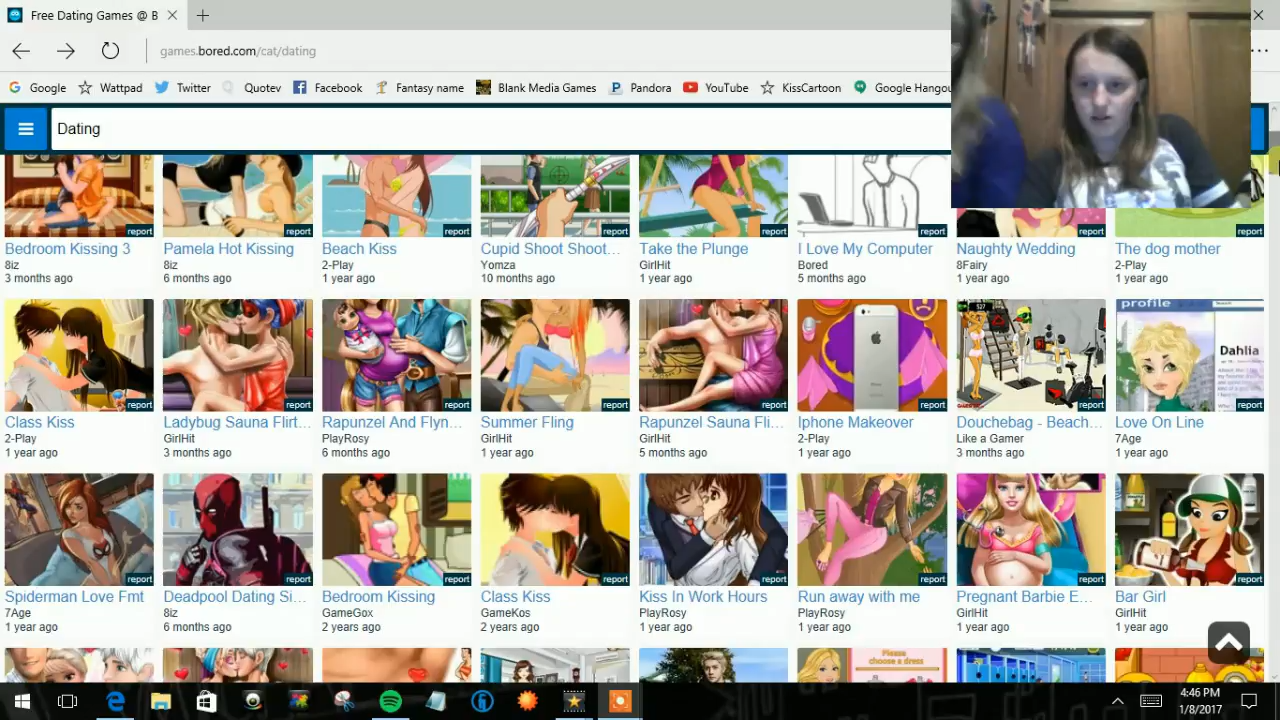 Free Dating Games @ B
games.bored.com/cat/dating
Google Wattpad Twitter Quotev Facebook Fantasy name Blank Media Games Pandora YouTube KissCartoon Google Hangou
Dating
report report report report report report report
Bedroom Kissing 3 Pamela Hot Kissing Beach Kiss Cupid Shoot Shoot... Take the Plunge I Love My Computer Naughty Wedding The dog mother
8iz 8iz 2-Play Yomza GirlHit Bored 8Fairy 2-Play
3 months ago 6 months ago 1 year ago 10 months ago 1 year ago 5 months ago 1 year ago 1 year ago
profile
Dahlia
report report report report report report report report
Class Kiss Ladybug Sauna Flirt... Rapunzel And Flyn... Summer Fling Rapunzel Sauna Fli... Iphone Makeover Douchebag - Beach... Love On Line
2-Play GirlHit PlayRosy GirlHit GirlHit 2-Play Like a Gamer 7Age
1 year ago 3 months ago 6 months ago 1 year ago 5 months ago 1 year ago 3 months ago 1 year ago
report report report report report report report report
Spiderman Love Fmt Deadpool Dating Si... Bedroom Kissing Class Kiss Kiss In Work Hours Run away with me Pregnant Barbie E... Bar Girl
7Age 8iz GameGox GameKos PlayRosy PlayRosy GirlHit GirlHit
1 year ago 6 months ago 2 years ago 2 years ago 1 year ago 1 year ago 1 year ago 1 year ago
Please
choose a dress
4:46 PM
1/8/2017